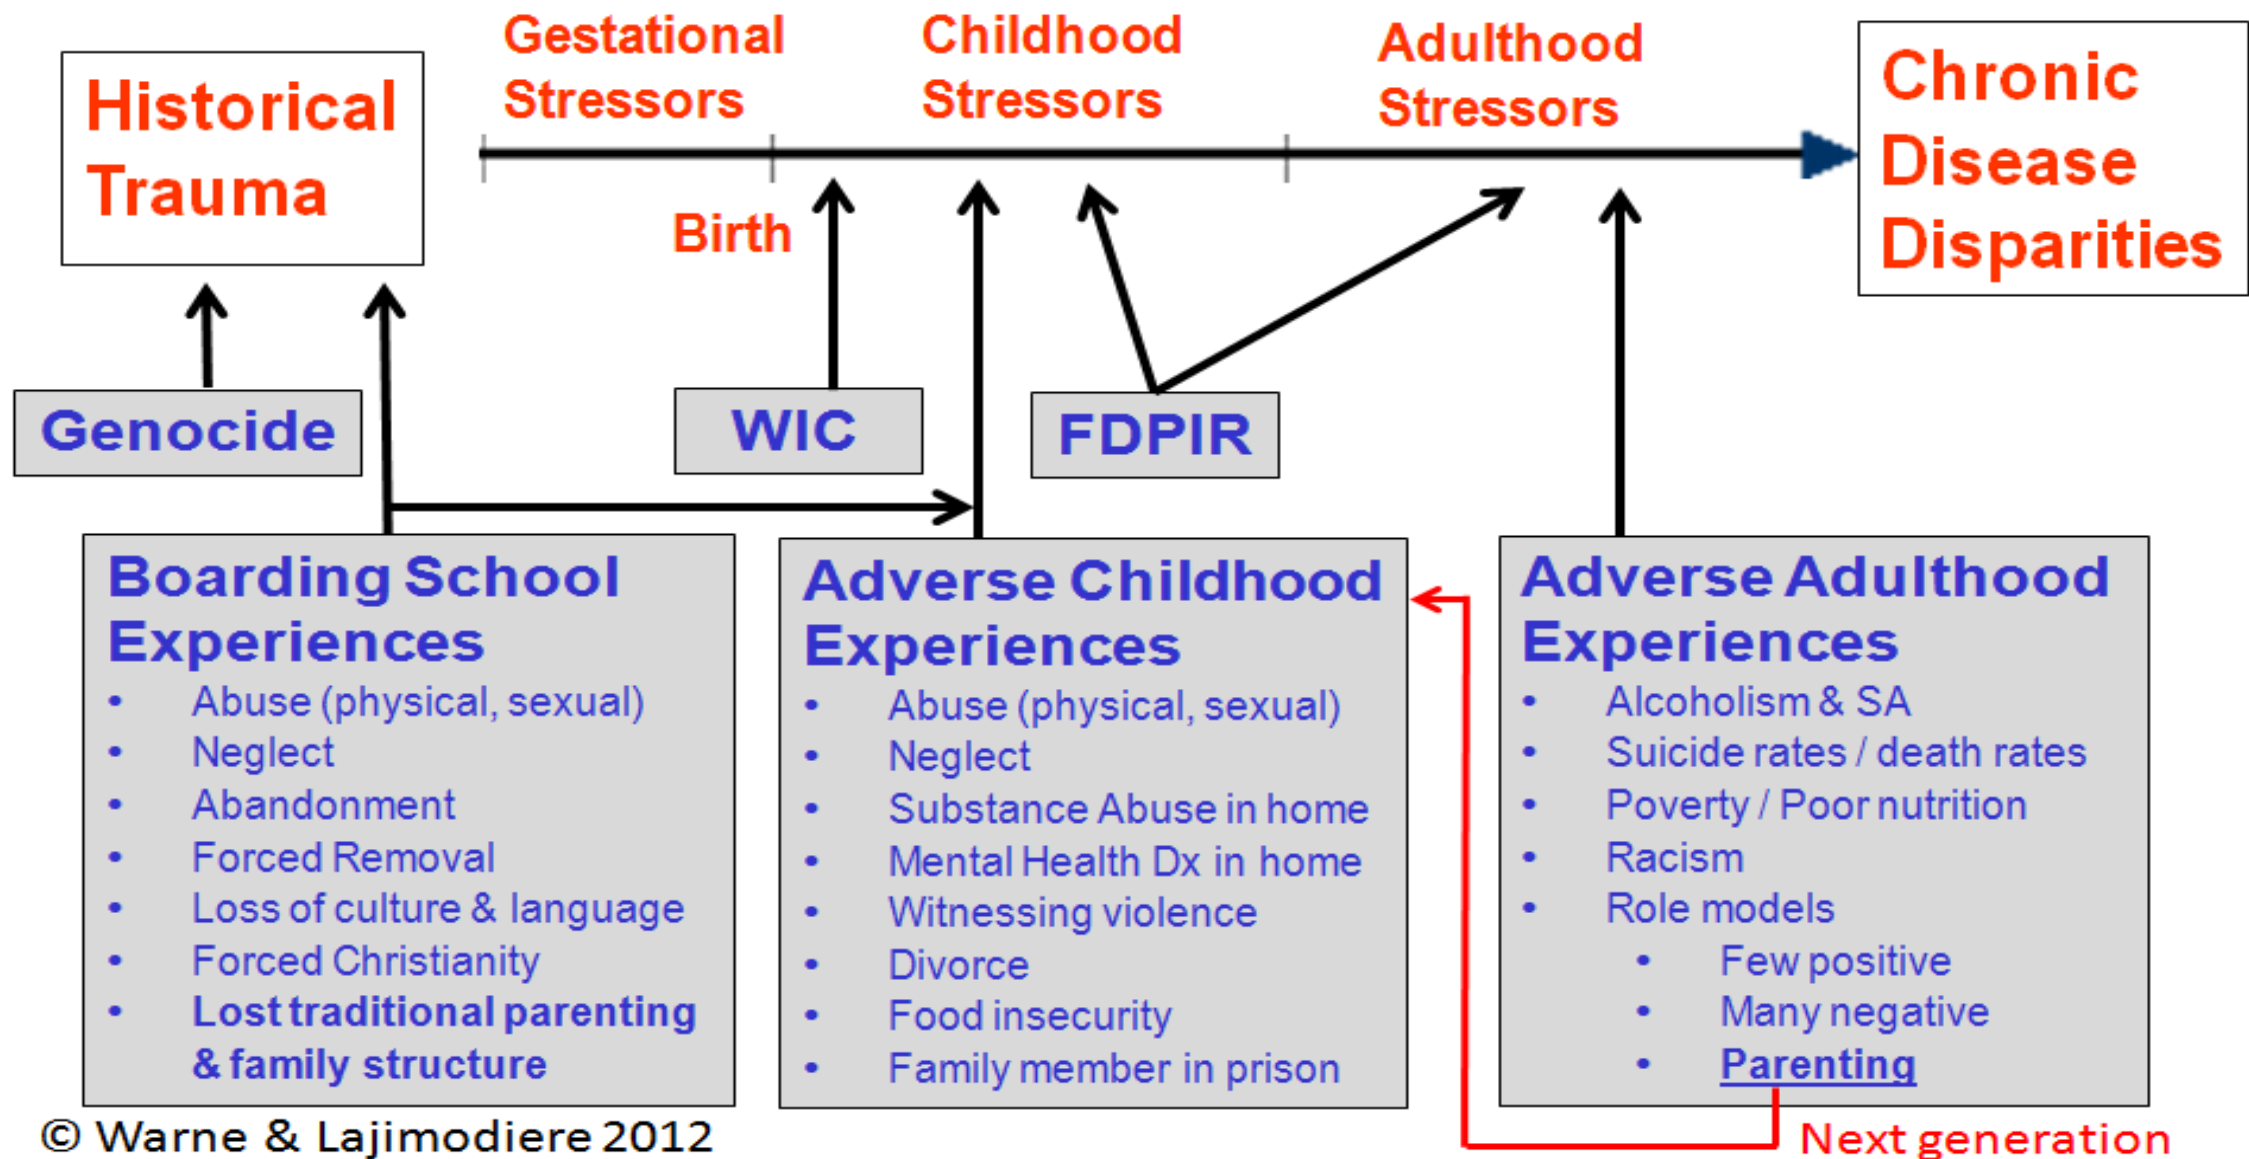 Historical
Trauma
Gestational
Stressors
Childhood
Stressors
Adulthood
Stressors
Chronic
Disease
Disparities
Birth
Genocide
WIC
FDPIR
Boarding School
Experiences
• Abuse (physical, sexual)
• Neglect
• Abandonment
• Forced Removal
• Loss of culture & language
• Forced Christianity
• Lost traditional parenting
& family structure
Adverse Childhood
Experiences
• Abuse (physical, sexual)
• Neglect
• Substance Abuse in home
• Mental Health Dx in home
• Witnessing violence
• Divorce
• Food insecurity
• Family member in prison
Adverse Adulthood
Experiences
• Alcoholism & SA
• Suicide rates / death rates
• Poverty / Poor nutrition
• Racism
• Role models
• Few positive
• Many negative
• Parenting
© Warne & Lajimodiere 2012
Next generation